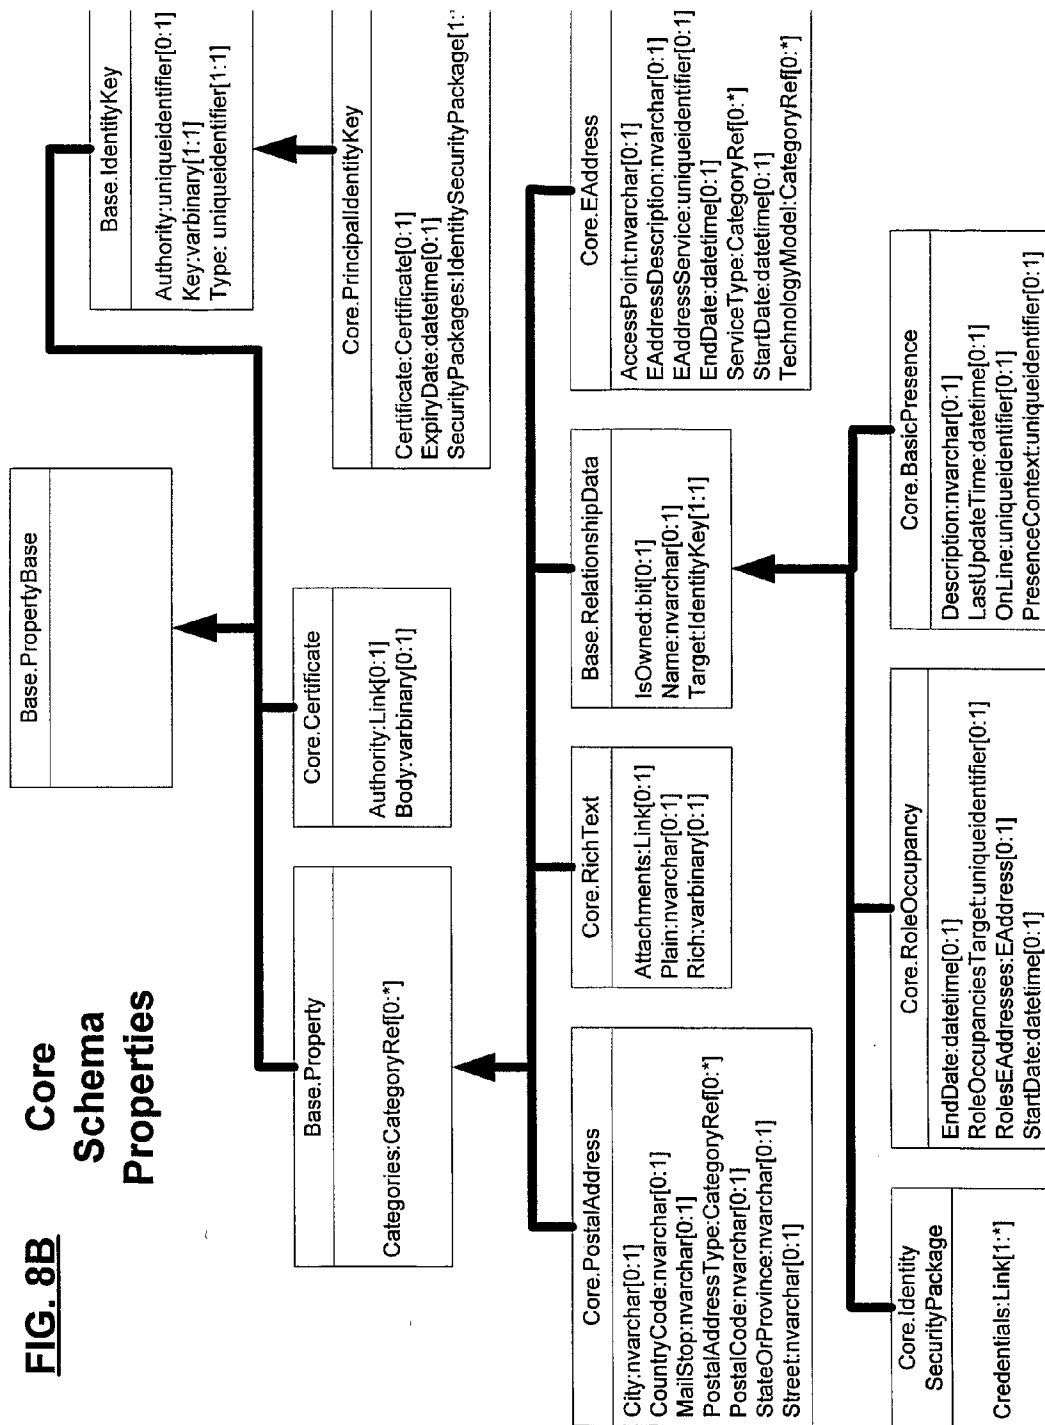 FIG. 8B
Core
Schema
Properties
Base.PropertyBase
Base.IdentityKey
Authority:uniqueidentifier[0:1]
Key:varbinary[1:1]
Type: uniqueidentifier[1:1]
Base.Property
Categories:CategoryRef[0:*]
Core.Certificate
Authority:Link[0:1]
Body:varbinary[0:1]
Core.PrincipalIdentityKey
Certificate:Certificate[0:1]
ExpiryDate:datetime[0:1]
SecurityPackages:IdentitySecurityPackage[1:
Core.PostalAddress
City:nvarchar[0:1]
CountryCode:nvarchar[0:1]
MailStop:nvarchar[0:1]
PostalAddressType:CategoryRef[0:*]
PostalCode:nvarchar[0:1]
StateOrProvince:nvarchar[0:1]
Street:nvarchar[0:1]
Core.RichText
Attachments:Link[0:1]
Plain:nvarchar[0:1]
Rich:varbinary[0:1]
Base.RelationshipData
IsOwned:bit[0:1]
Name:nvarchar[0:1]
Target:IdentityKey[1:1]
Core.EAddress
AccessPoint:nvarchar[0:1]
EAddressDescription:nvarchar[0:1]
EAddressService:uniqueidentifier[0:1]
EndDate:datetime[0:1]
ServiceType:CategoryRef[0:*]
StartDate:datetime[0:1]
TechnologyModel:CategoryRef[0:*]
Core.Identity
SecurityPackage
Credentials:Link[1:*]
Core.RoleOccupancy
EndDate:datetime[0:1]
RoleOccupanciesTarget:uniqueidentifier[0:1]
RolesEAddresses:EAddress[0:1]
StartDate:datetime[0:1]
Core.BasicPresence
Description:nvarchar[0:1]
LastUpdateTime:datetime[0:1]
OnLine:uniqueidentifier[0:1]
PresenceContext:uniqueidentifier[0:1]